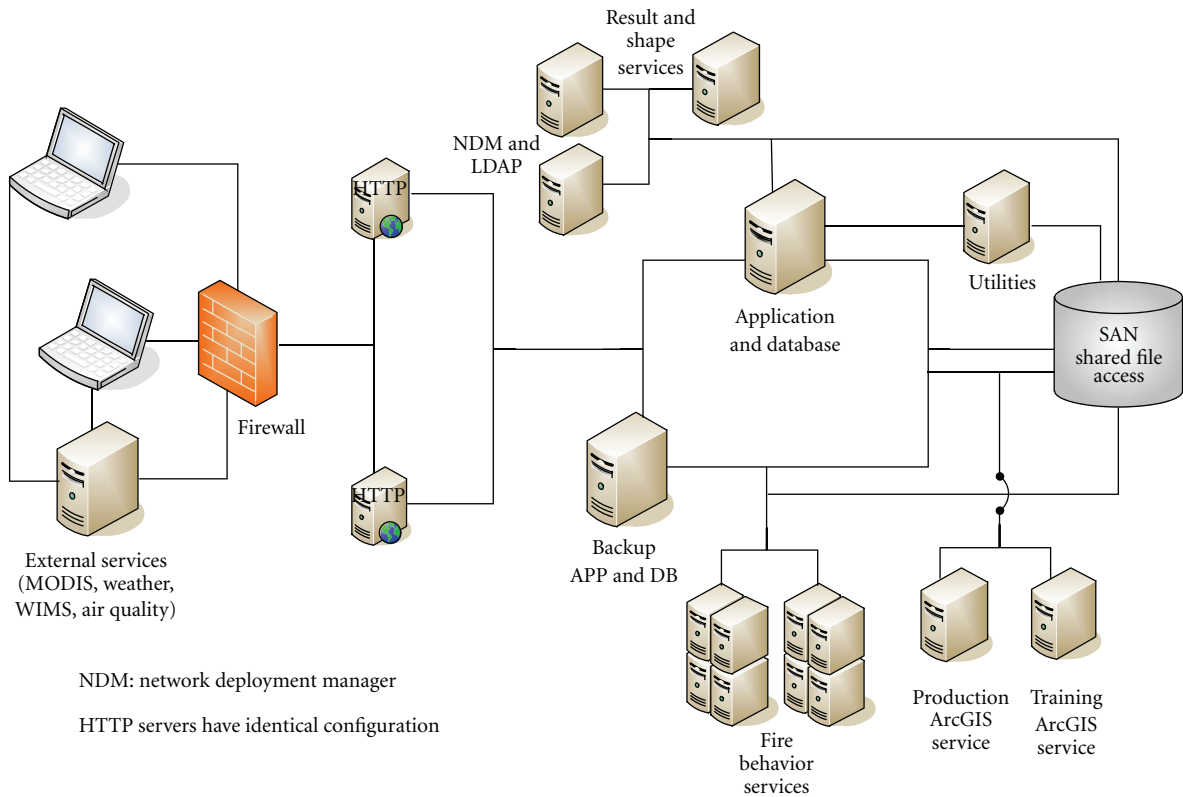 Result and
shape
services
NDM and
LDAP
HTTP
HTTP
Utilities
Application
and database
SAN
shared file
access
Firewall
Backup
APP and DB
External services
(MODIS, weather,
WIMS, air quality)
NDM: network deployment manager
HTTP servers have identical configuration
Fire
behavior
services
Production
ArcGIS
service
Training
ArcGIS
service